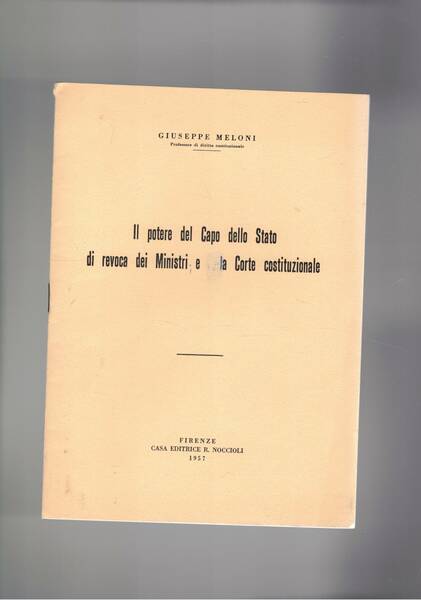 GIUSEPPE MELONI
Professore di diritto costituzionale
Il potere del Capo dello Stato
di revoca dei Ministri e la Corte costituzionale
FIRENZE
CASA EDITRICE R. NOCCIOLI
1957